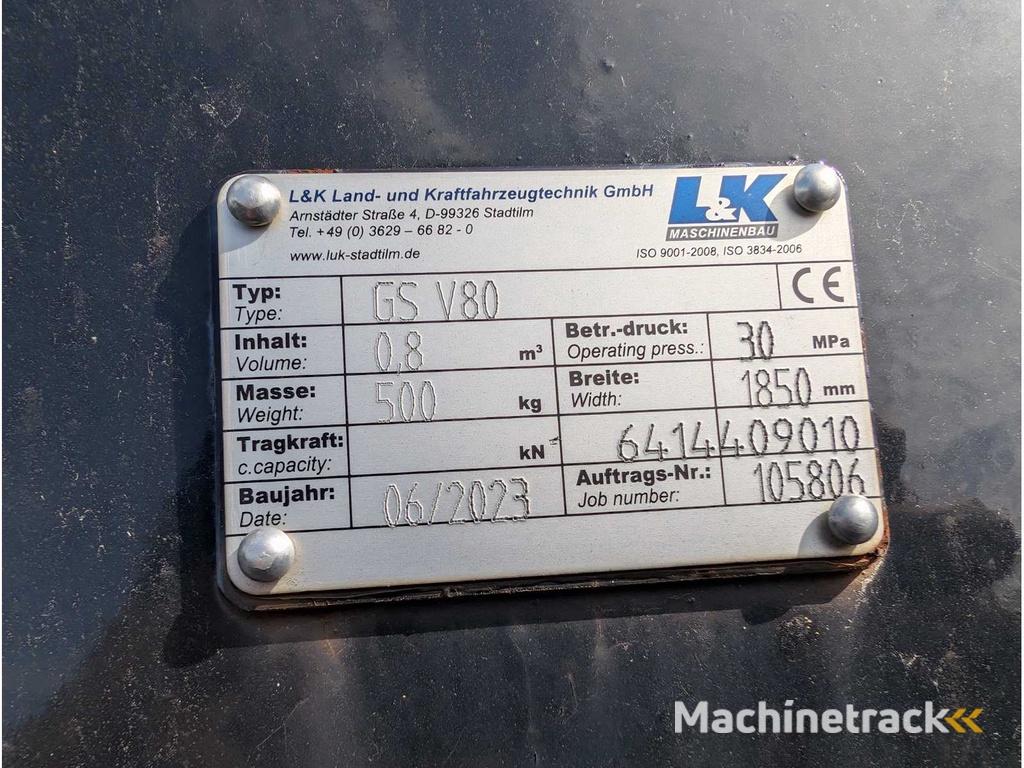 L&K Land- und Kraftfahrzeugtechnik GmbH
Arnstädter Straße 4, D-99326 Stadtilm
Tel. +49 (0) 3629 – 66 82 - 0
www.luk-stadtilm.de
L&K
MASCHINENBAU
ISO 9001-2008, ISO 3834-2006
Typ: GS V80 CE
Type:
Inhalt: 0,8 m³ Betr.-druck: 30 MPa
Volume: Operating press.:
Masse: 500 kg Breite: 1850 mm
Weight: Width:
Tragkraft: kN 6414409010
c.capacity:
Baujahr: 06/2023 Auftrags-Nr.: 105806
Date: Job number:
Machinetrack